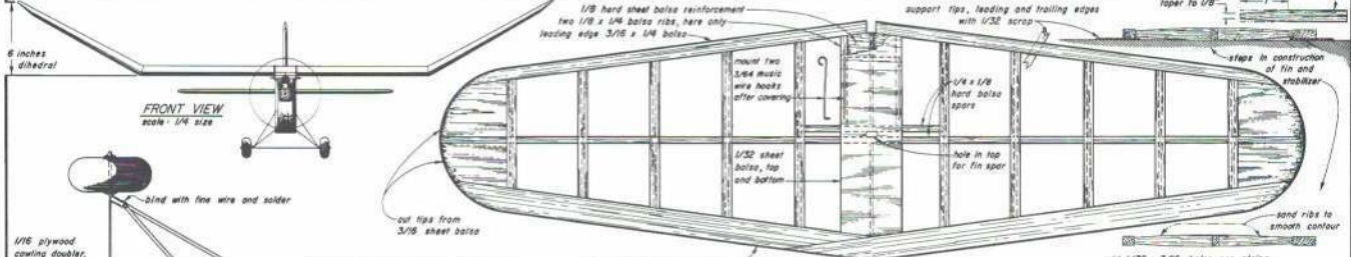 6 inches
dihedral
FRONT VIEW
scale - 1/4 size
bind with fine wire and solder
1/16 plywood
cowling doubler.
1/8 hard sheet balsa reinforcement
two 1/8 x 1/4 balsa ribs, here only
leading edge 3/16 x 1/4 balsa
mount two
3/64 music
wire hooks
after covering
1/4 x 1/8
hard balsa
spars
1/32 sheet
balsa, top
and bottom
hole in top
for fin spar
cut tips from
3/16 sheet balsa
support tips, leading and trailing edges
with 1/32 scrap
taper to 1/8
steps in construction
of fin and
stabilizer
sand ribs to
smooth contour